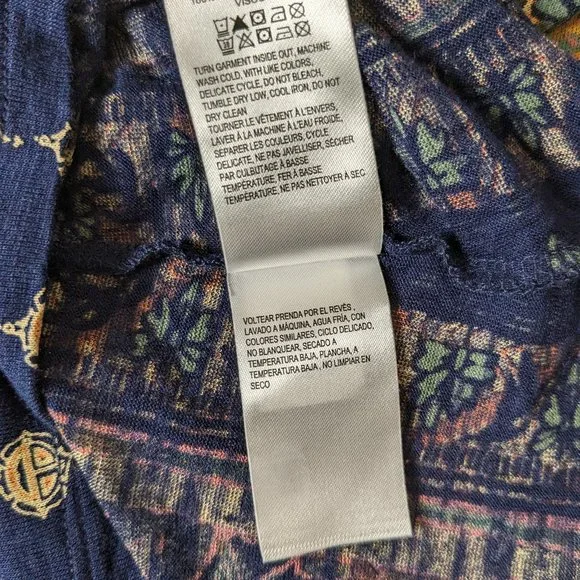 TURN GARMENT INSIDE OUT, MACHINE
WASH COLD, WITH LIKE COLORS,
DELICATE CYCLE, DO NOT BLEACH,
TUMBLE DRY LOW, COOL IRON, DO NOT
DRY CLEAN
TOURNER LE VÊTEMENT À L'ENVERS,
LAVER À LA MACHINE À L'EAU FROIDE,
SÉPARER LES COULEURS, CYCLE
DÉLICATE, NE PAS JAVELLISER, SÉCHER
PAR CULBUTAGE À BASSE
TEMPÉRATURE, FER À BASSE
TEMPÉRATURE, NE PAS NETTOYER À SEC
VOLTEAR PRENDA POR EL REVÉS ,
LAVADO A MÁQUINA, AGUA FRÍA, CON
COLORES SIMILARES, CICLO DELICADO,
NO BLANQUEAR, SECADO A
TEMPERATURA BAJA, PLANCHA, A
TEMPERATURA BAJA , NO LIMPIAR EN
SECO